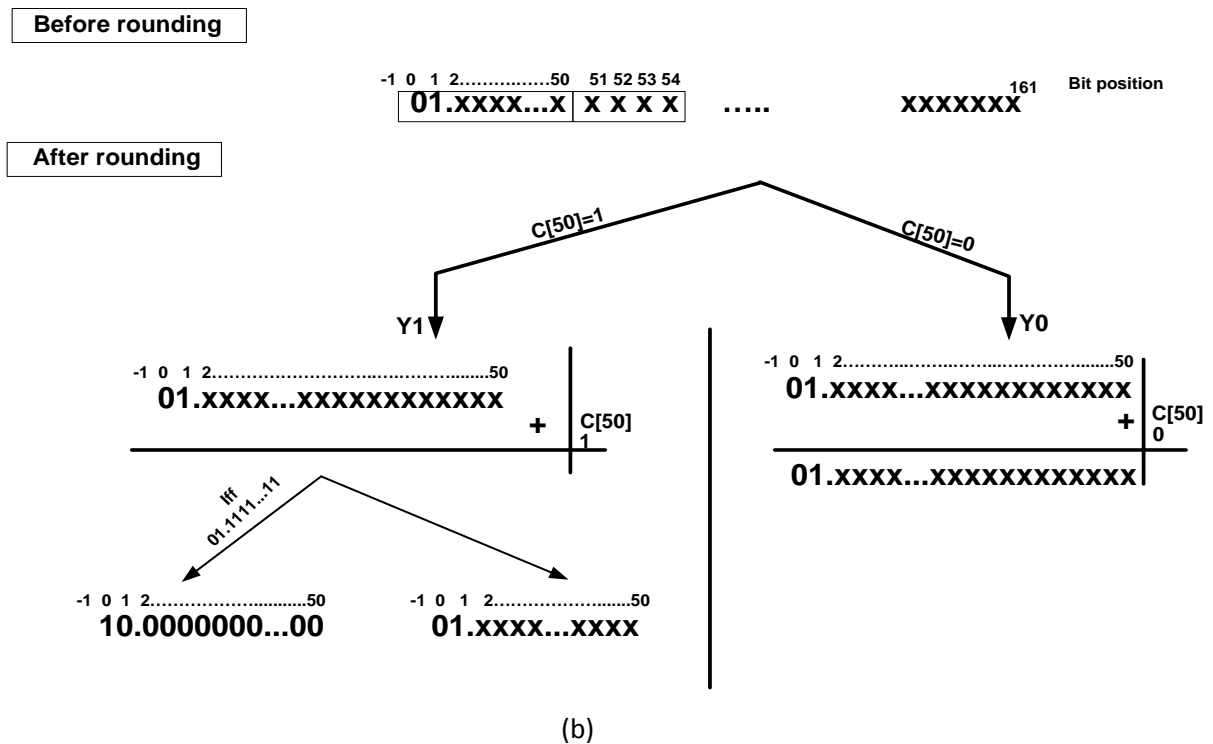 Before rounding
-1 0 1 2................50 51 52 53 54 161 Bit position
01.xxxx...x x x x x ..... xxxxxxx
After rounding
C[50]=1 C[50]=0
Y1 Y0
-1 0 1 2..........................................50
01.xxxx...xxxxxxxxxxxx
+ C[50]
1
-1 0 1 2..........................................50
01.xxxx...xxxxxxxxxxxx
+ C[50]
0
01.xxxx...xxxxxxxxxxxx
Iff
01.1111...11
-1 0 1 2............................50
10.0000000...00
-1 0 1 2..........................50
01.xxxx...xxxx
(b)